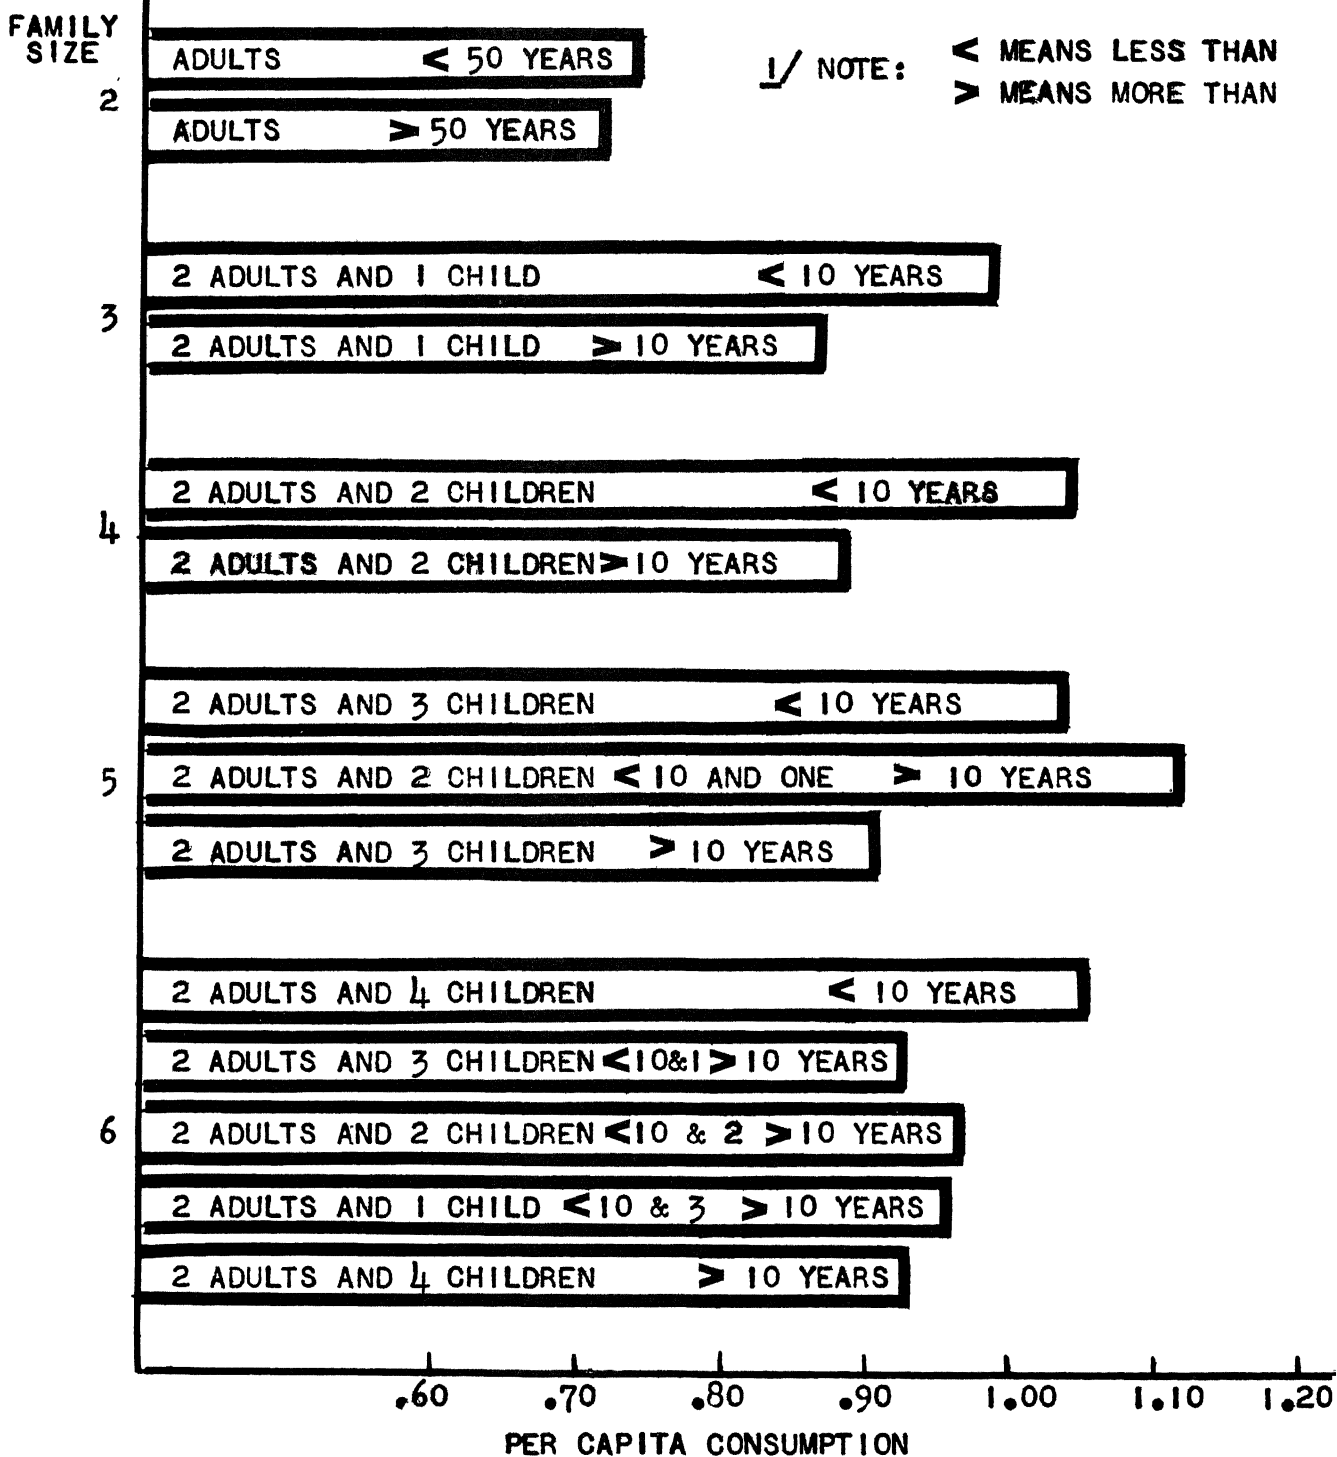 FAMILY
SIZE
ADULTS < 50 YEARS
1/ NOTE: < MEANS LESS THAN
> MEANS MORE THAN
2
ADULTS > 50 YEARS
2 ADULTS AND 1 CHILD < 10 YEARS
3
2 ADULTS AND 1 CHILD > 10 YEARS
2 ADULTS AND 2 CHILDREN < 10 YEARS
4
2 ADULTS AND 2 CHILDREN > 10 YEARS
2 ADULTS AND 3 CHILDREN < 10 YEARS
5
2 ADULTS AND 2 CHILDREN < 10 AND ONE > 10 YEARS
2 ADULTS AND 3 CHILDREN > 10 YEARS
2 ADULTS AND 4 CHILDREN < 10 YEARS
2 ADULTS AND 3 CHILDREN <10&1> 10 YEARS
6
2 ADULTS AND 2 CHILDREN <10 & 2 >10 YEARS
2 ADULTS AND 1 CHILD <10 & 3 > 10 YEARS
2 ADULTS AND 4 CHILDREN > 10 YEARS
.60 .70 .80 .90 1.00 1.10 1.20
PER CAPITA CONSUMPTION